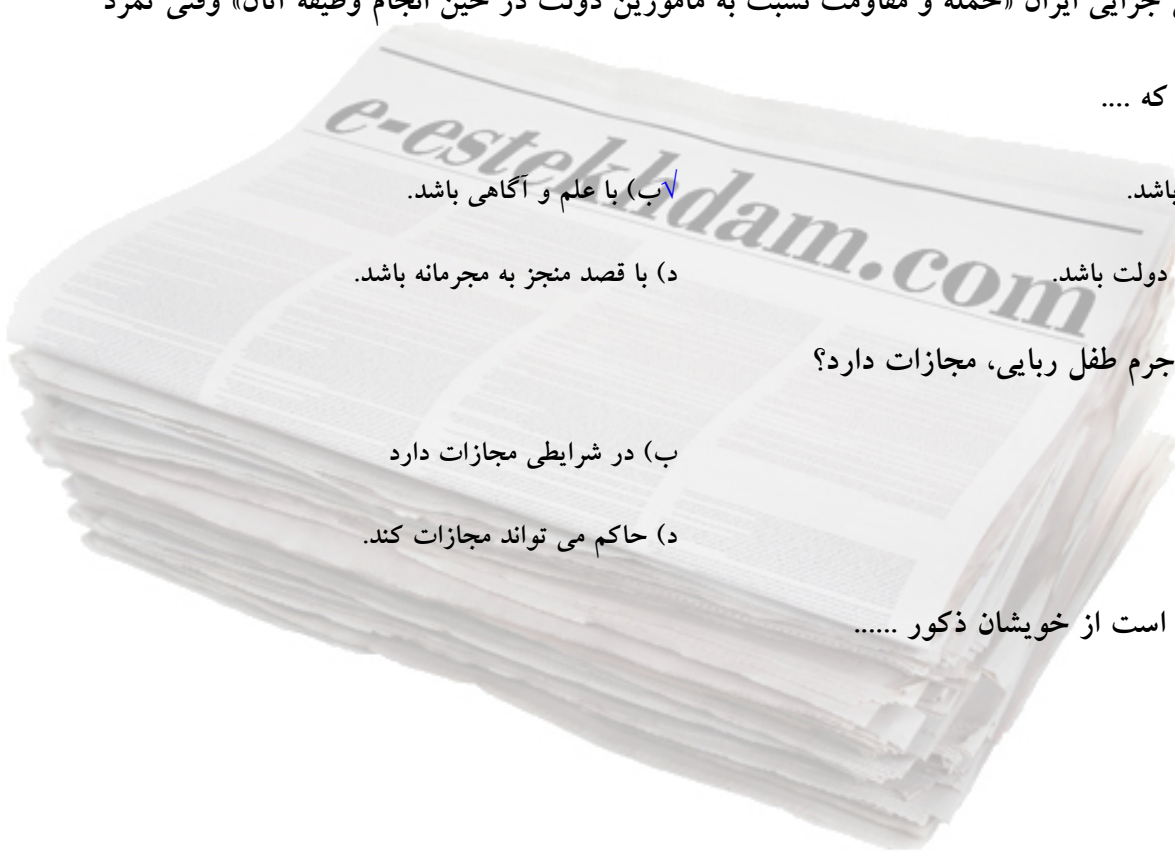 جزایی ایران «حمله و مقاومت نسبت به مامورین دولت در حین انجام وظیفه آنان» وقتی تمرد
که ....
باشد. √ب) با علم و آگاهی باشد.
دولت باشد. د) با قصد منجز به مجرمانه باشد.
جرم طفل ربایی، مجازات دارد؟
ب) در شرایطی مجازات دارد
د) حاکم می تواند مجازات کند.
است از خویشان ذکور ......
e-estekhdam.com